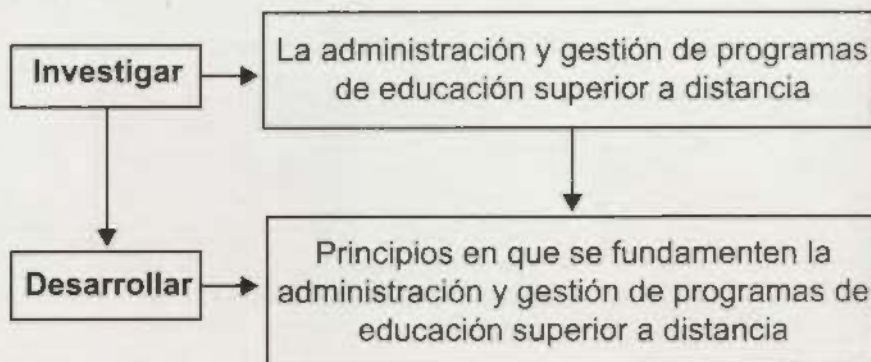 Investigar
La administración y gestión de programas
de educación superior a distancia
Desarrollar
Principios en que se fundamenten la
administración y gestión de programas de
educación superior a distancia